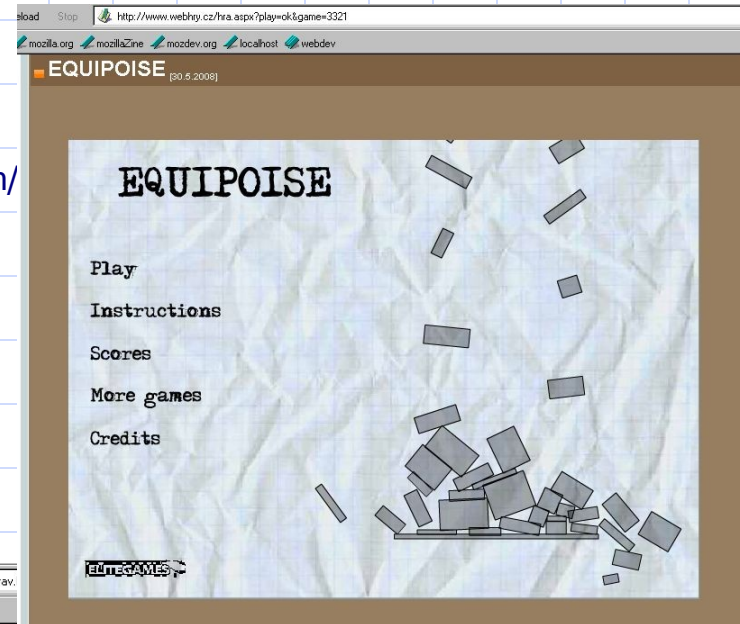 eload Stop http://www.webhry.cz/hra.aspx?play=ok&game=3321
mozilla.org mozillaZine mozdev.org localhost webdev
EQUIPOISE [30.5.2008]
n/
EQUIPOISE
Play
Instructions
Scores
More games
Credits
ELITEGAMES
rav.